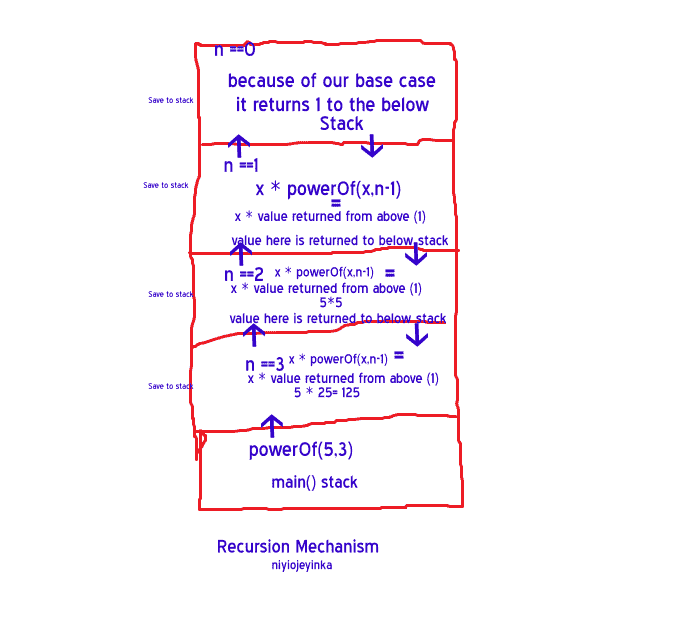 n ==0
because of our base case
Save to stack
it returns 1 to the below
Stack
n ==1
Save to stack
x * powerOf(x,n-1)
=
x * value returned from above (1)
value here is returned to below stack
n ==2 x * powerOf(x,n-1) =
x * value returned from above (1)
Save to stack
5*5
value here is returned to below stack
n ==3 x * powerOf(x,n-1) =
x * value returned from above (1)
Save to stack
5 * 25= 125
powerOf(5,3)
main() stack
Recursion Mechanism
niyiojeyinka